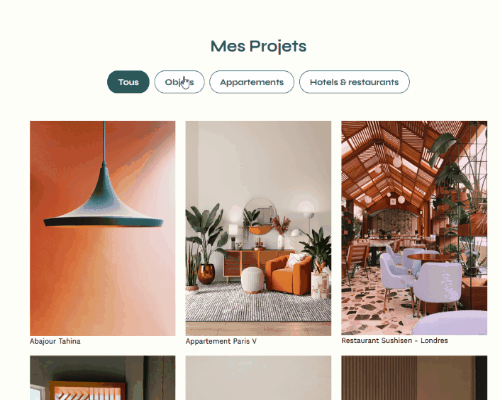 Mes Projets
Tous
Objets
Appartements
Hotels & restaurants
Abajour Tahina
Appartement Paris V
Restaurant Sushisen - Londres